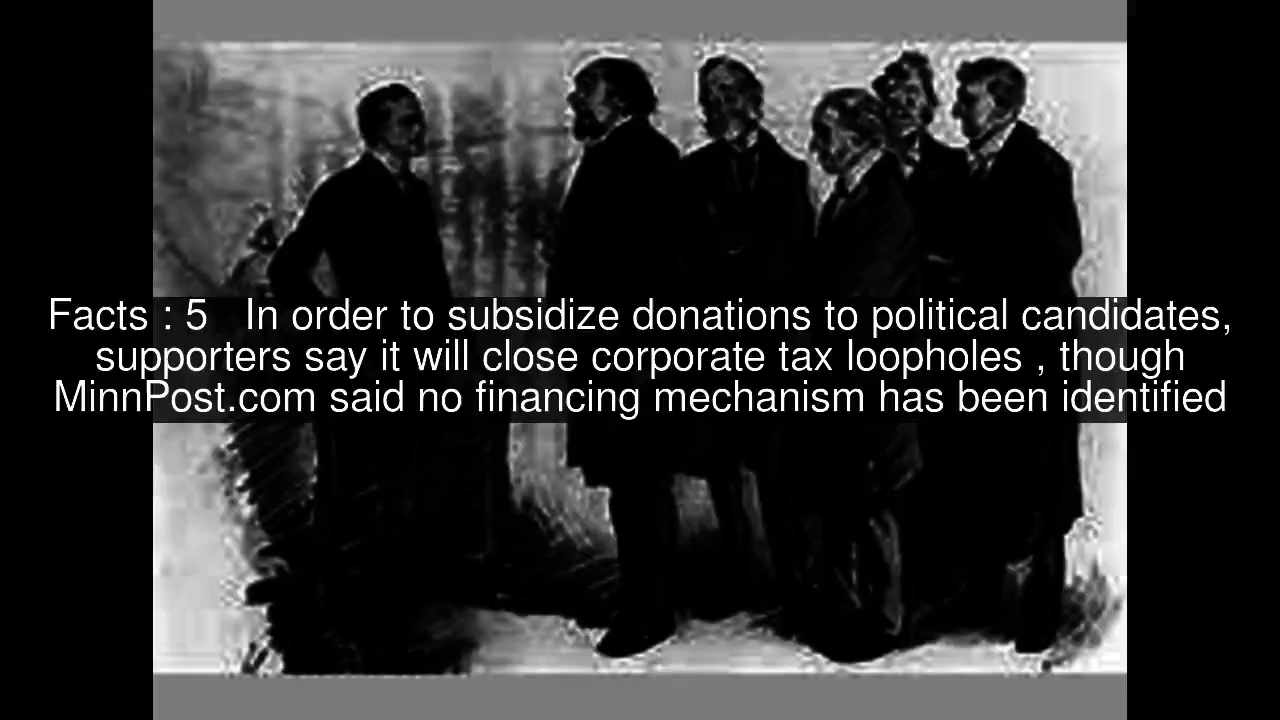 Facts : 5 In order to subsidize donations to political candidates,
supporters say it will close corporate tax loopholes , though
MinnPost.com said no financing mechanism has been identified